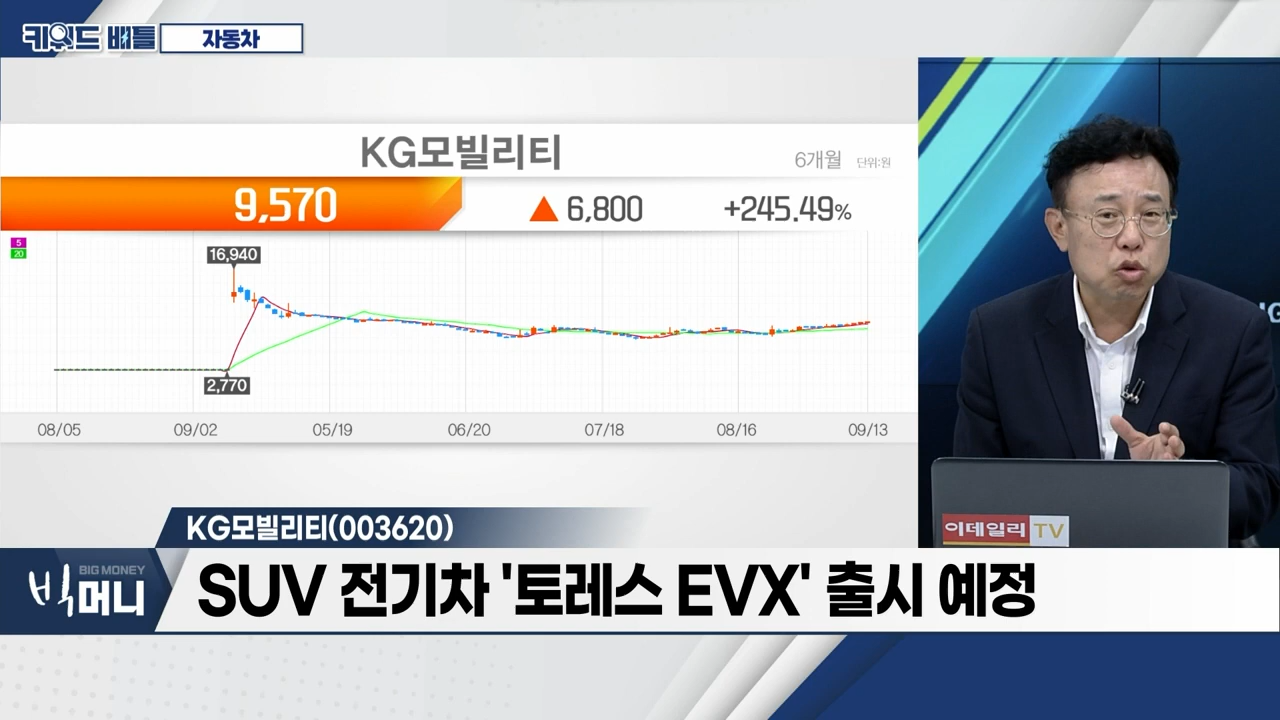 키워드 배틀
자동차
KG모빌리티
6개월 단위:원
9,570 ▲ 6,800 +245.49%
5
20
16,940
2,770
08/05 09/02 05/19 06/20 07/18 08/16 09/13
이데일리TV
KG모빌리티(003620)
BIG MONEY
빅머니
SUV 전기차 '토레스 EVX' 출시 예정